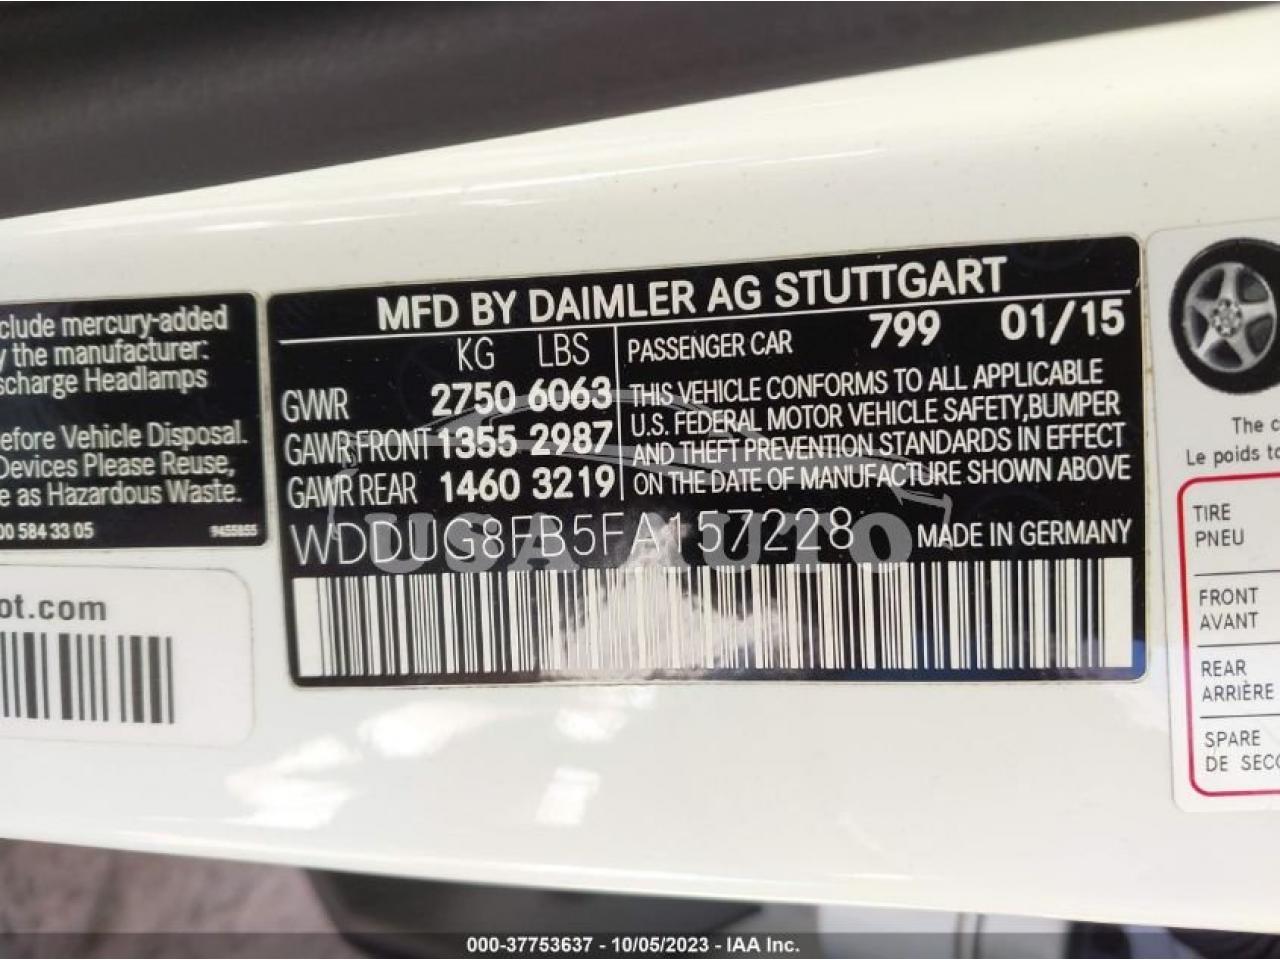 clude mercury-added
y the manufacturer:
scharge Headlamps
efore Vehicle Disposal.
Devices Please Reuse,
e as Hazardous Waste.
00 584 33 05
ot.com
MFD BY DAIMLER AG STUTTGART
KG LBS PASSENGER CAR 799 01/15
GVWR 2750 6063
GAWR FRONT 1355 2987
GAWR REAR 1460 3219
THIS VEHICLE CONFORMS TO ALL APPLICABLE
U.S. FEDERAL MOTOR VEHICLE SAFETY,BUMPER
AND THEFT PREVENTION STANDARDS IN EFFECT
ON THE DATE OF MANUFACTURE SHOWN ABOVE
WDDUG8FB5FA157228 MADE IN GERMANY
USA AUTO
The c
Le poids to
TIRE
PNEU
FRONT
AVANT
REAR
ARRIÈRE
SPARE
DE SECO
000-37753637 - 10/05/2023 - IAA Inc.